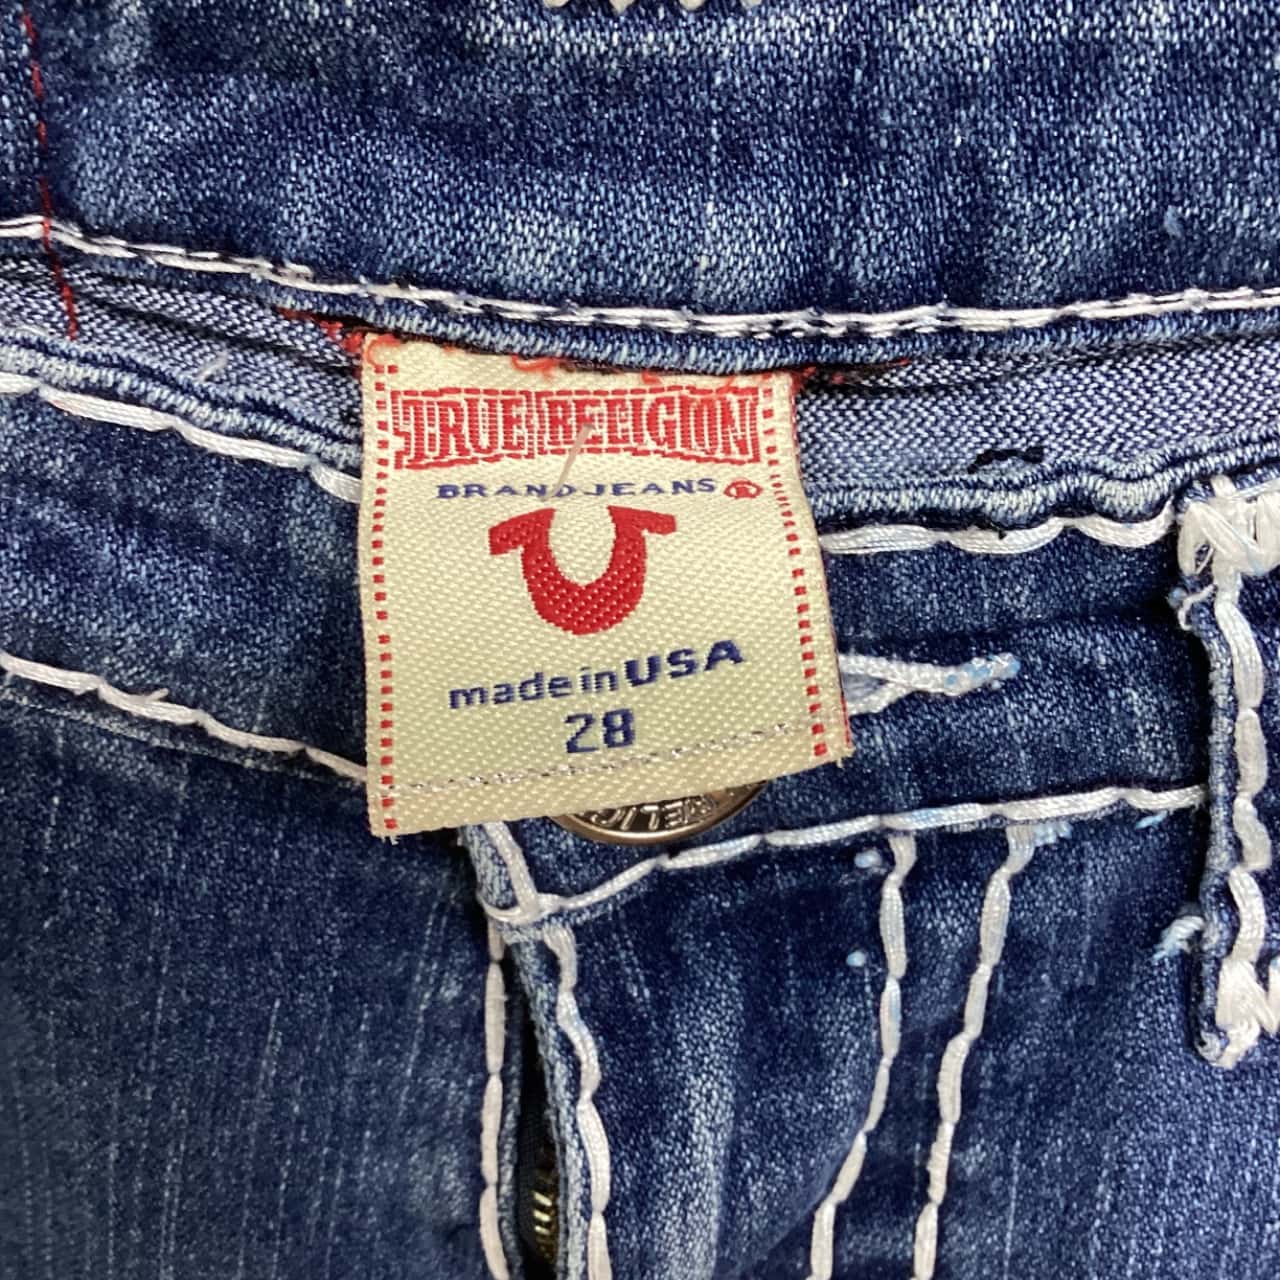 TRUE RELIGION
BRAND JEANS ®
made in USA
28